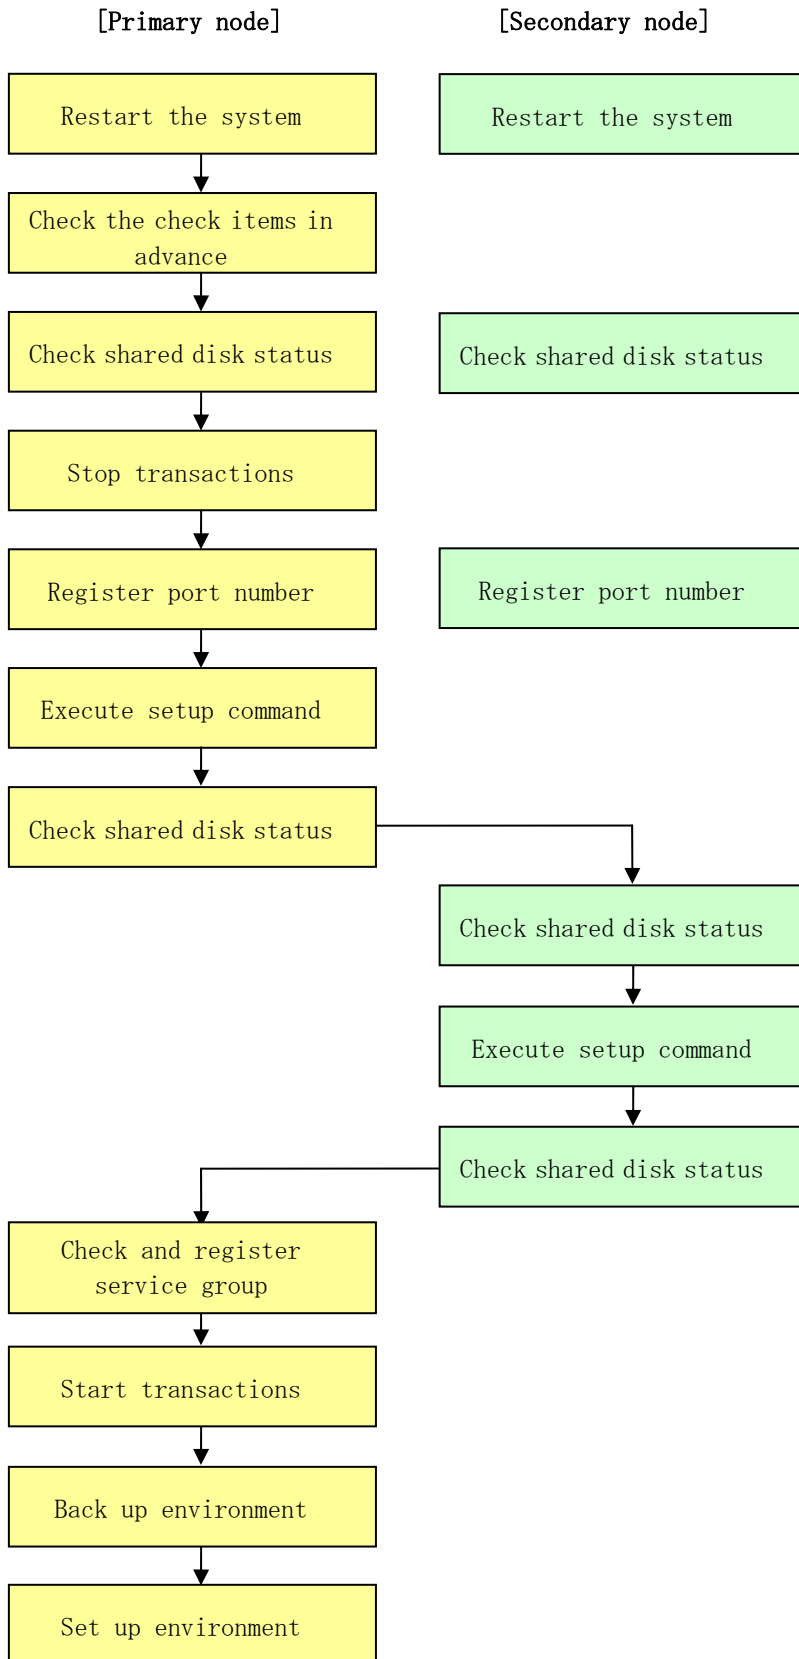 [Primary node]
[Secondary node]
Restart the system
Restart the system
Check the check items in
advance
Check shared disk status
Check shared disk status
Stop transactions
Register port number
Register port number
Execute setup command
Check shared disk status
Check shared disk status
Execute setup command
Check shared disk status
Check and register
service group
Start transactions
Back up environment
Set up environment